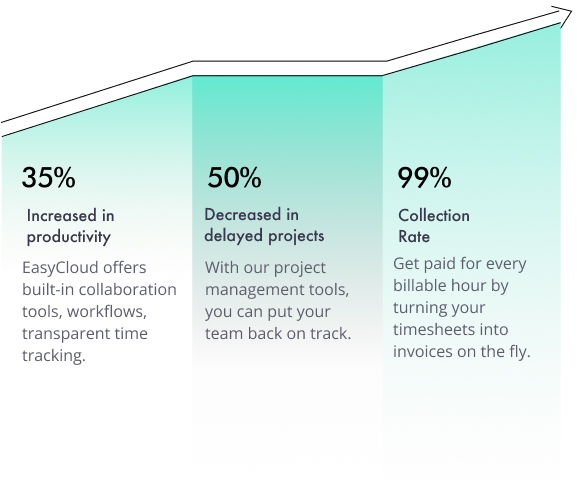 35%
Increased in
productivity
EasyCloud offers
built-in collaboration
tools, workflows,
transparent time
tracking.
50%
Decreased in
delayed projects
With our project
management tools,
you can put your
team back on track.
99%
Collection
Rate
Get paid for every
billable hour by
turning your
timesheets into
invoices on the fly.